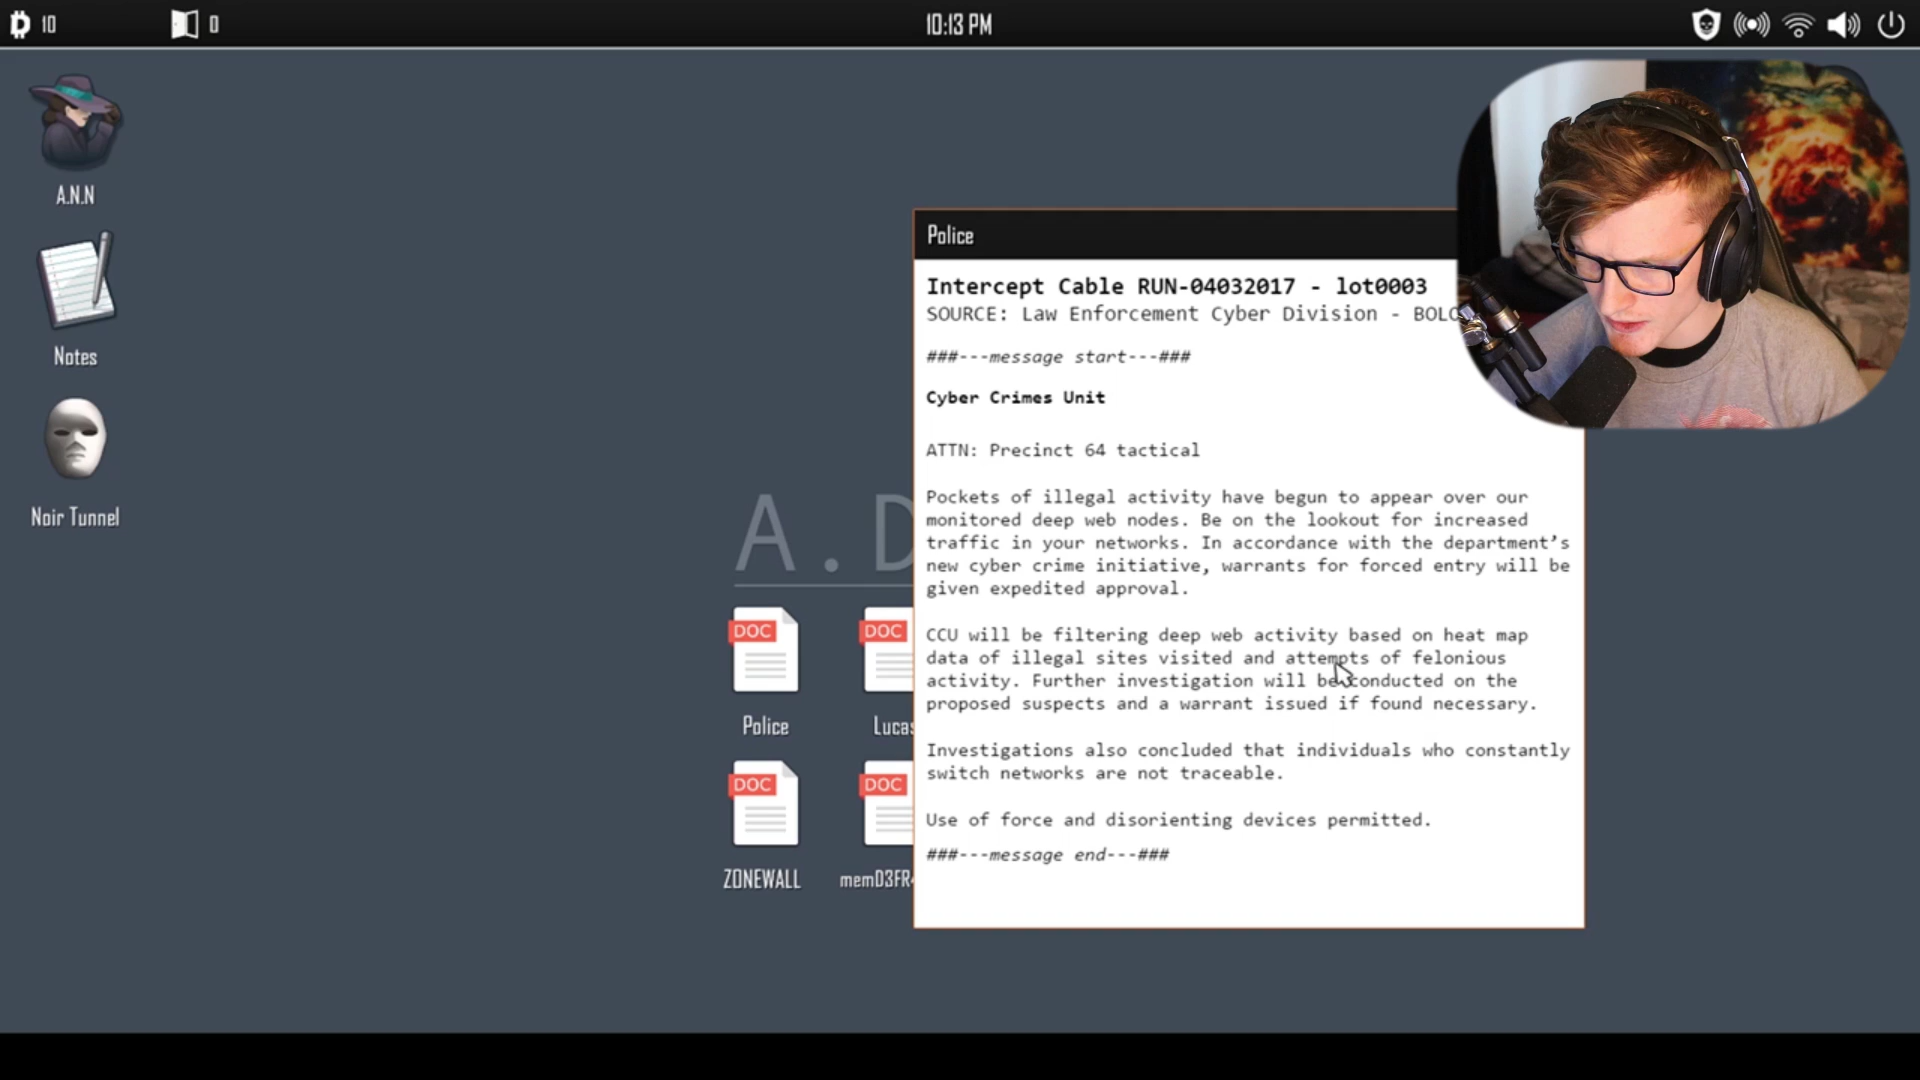 10
0
10:13 PM
A.N.N
Notes
Noir Tunnel
A.D
DOC
Police
DOC
DOC
ZONEWALL
DOC
Police
Intercept Cable RUN-04032017 - lot0003
SOURCE: Law Enforcement Cyber Division - BOLO
###---message start---###
Cyber Crimes Unit
ATTN: Precinct 64 tactical
Pockets of illegal activity have begun to appear over our
monitored deep web nodes. Be on the lookout for increased
traffic in your networks. In accordance with the department's
new cyber crime initiative, warrants for forced entry will be
given expedited approval.
CCU will be filtering deep web activity based on heat map
data of illegal sites visited and attempts of felonious
activity. Further investigation will be conducted on the
proposed suspects and a warrant issued if found necessary.
Investigations also concluded that individuals who constantly
switch networks are not traceable.
Use of force and disorienting devices permitted.
###---message end---###